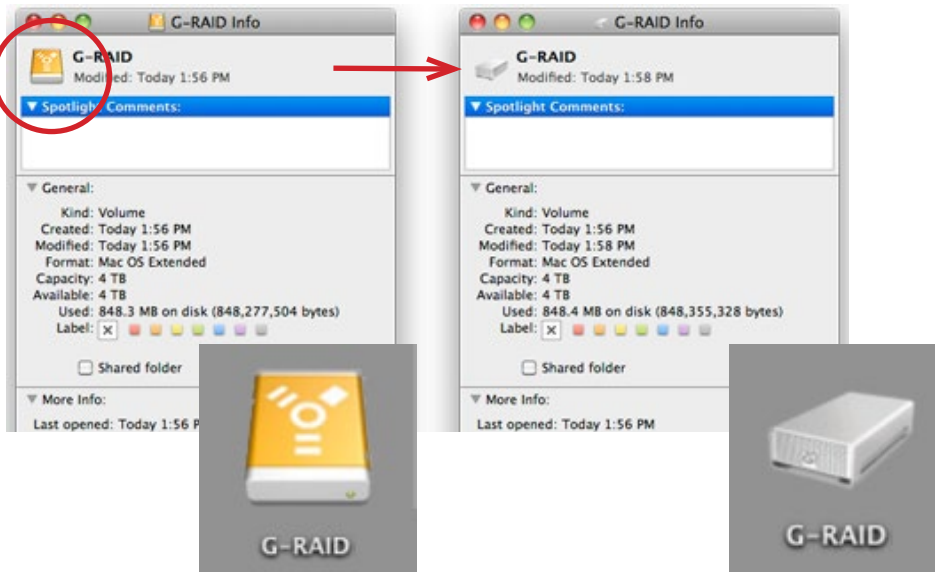 G-RAID Info
G-RAID
Modified: Today 1:56 PM
▼ Spotlight Comments:
▼ General:
Kind: Volume
Created: Today 1:56 PM
Modified: Today 1:56 PM
Format: Mac OS Extended
Capacity: 4 TB
Available: 4 TB
Used: 848.3 MB on disk (848,277,504 bytes)
Label:
Shared folder
▼ More Info:
Last opened: Today 1:56 P
G-RAID
G-RAID Info
G-RAID
Modified: Today 1:58 PM
▼ Spotlight Comments:
▼ General:
Kind: Volume
Created: Today 1:56 PM
Modified: Today 1:58 PM
Format: Mac OS Extended
Capacity: 4 TB
Available: 4 TB
Used: 848.4 MB on disk (848,355,328 bytes)
Label:
Shared folder
▼ More Info:
Last opened: Today 1:56 PM
G-RAID